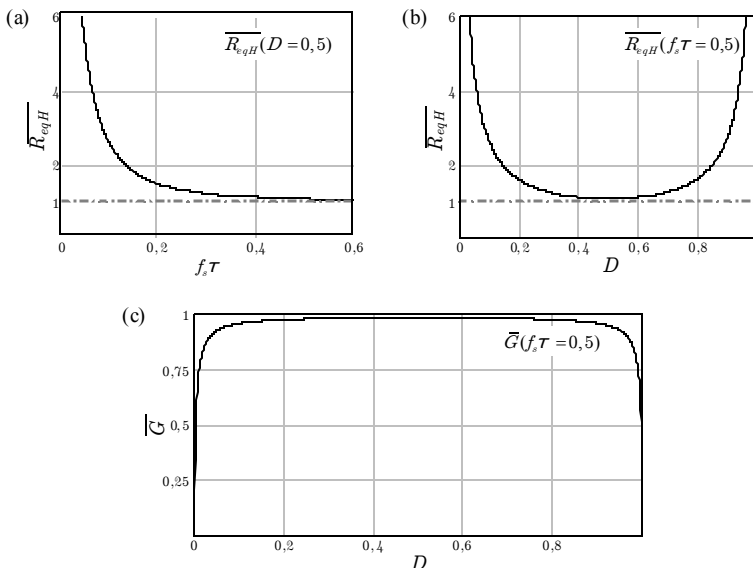 (a)
6
4
2
1
0
0,2
0,4
0,6
R_eqH
R_eqH(D=0,5)
f_sτ
(b)
6
4
2
1
0
0,2
0,4
0,6
0,8
R_eqH
R_eqH(f_sτ=0,5)
D
(c)
1
0,75
0,5
0,25
0
0,2
0,4
0,6
0,8
G
G(f_sτ=0,5)
D